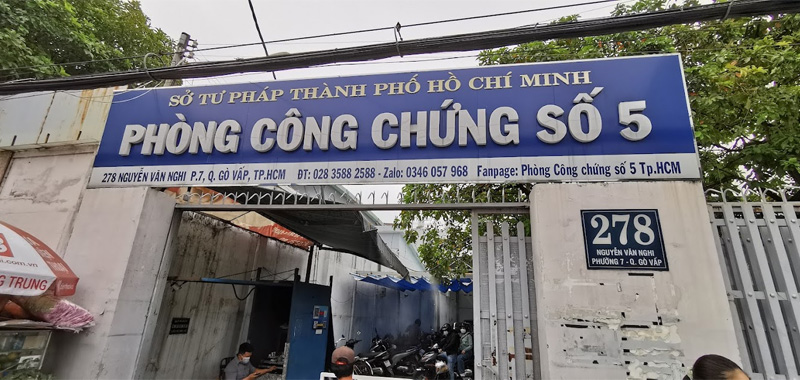 SỞ TƯ PHÁP THÀNH PHỐ HỒ CHÍ MINH
PHÒNG CÔNG CHỨNG SỐ 5
278 NGUYỄN VĂN NGHI P.7, Q. GÒ VẤP, TP.HCM ĐT: 028 3588 2588 - Zalo: 0346 057 968 Fanpage: Phòng Công chứng số 5 Tp.HCM
278
NGUYỄN VĂN NGHI
PHƯỜNG 7 - Q. GÒ VẤP
.com.vn
G TRUNG